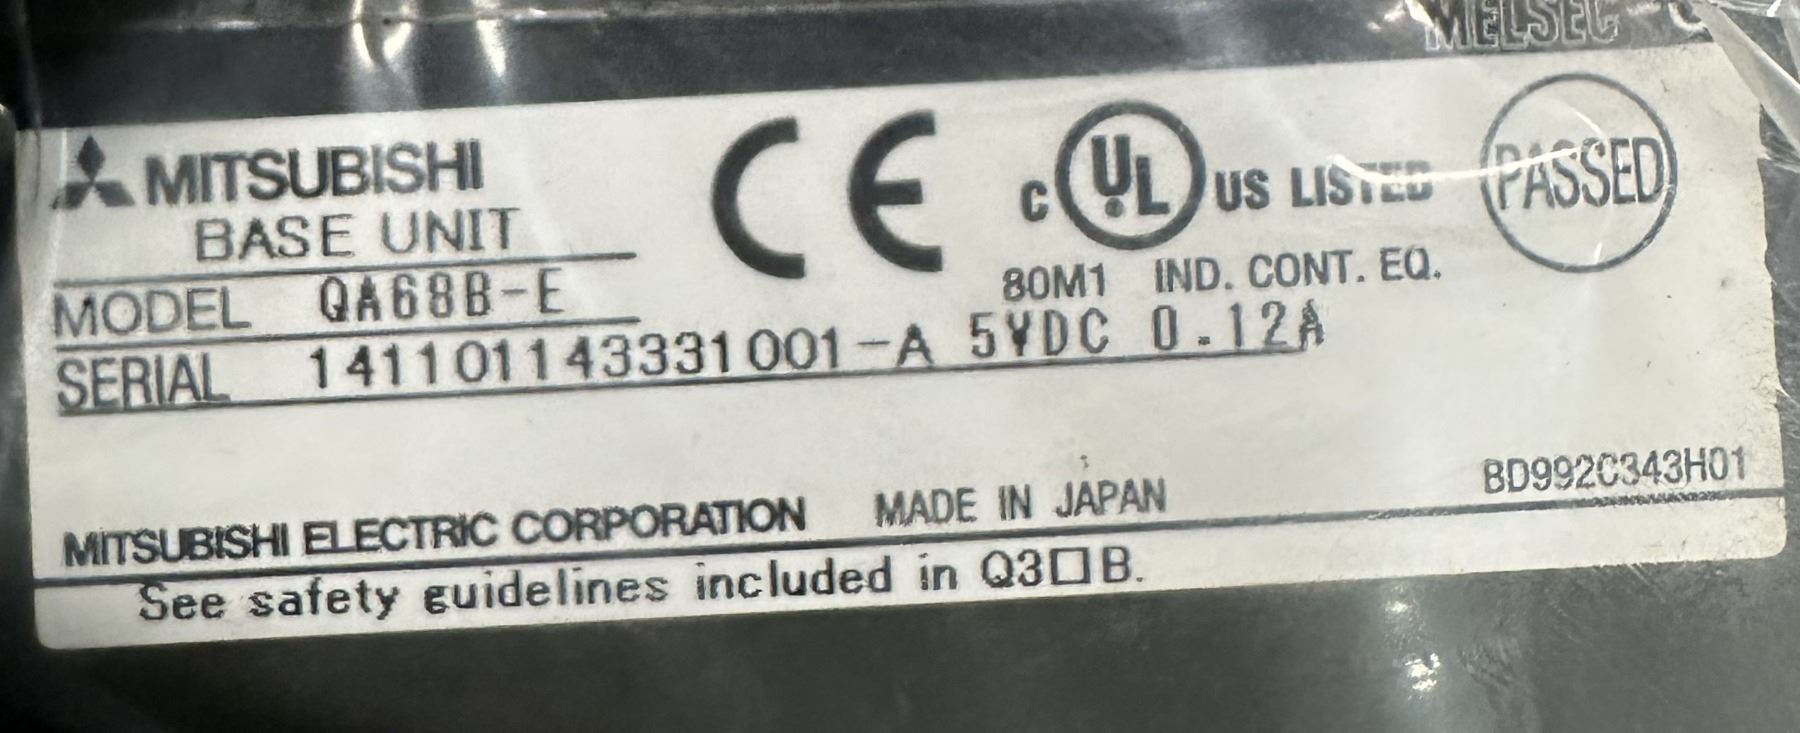 MELSEC
MITSUBISHI
BASE UNIT
MODEL QA68B-E
SERIAL 141101143331001-A 5VDC 0.12A
CE
C UL US LISTED
80M1 IND. CONT. EQ.
PASSED
BD992C343H01
MITSUBISHI ELECTRIC CORPORATION MADE IN JAPAN
See safety guidelines included in Q3□B.